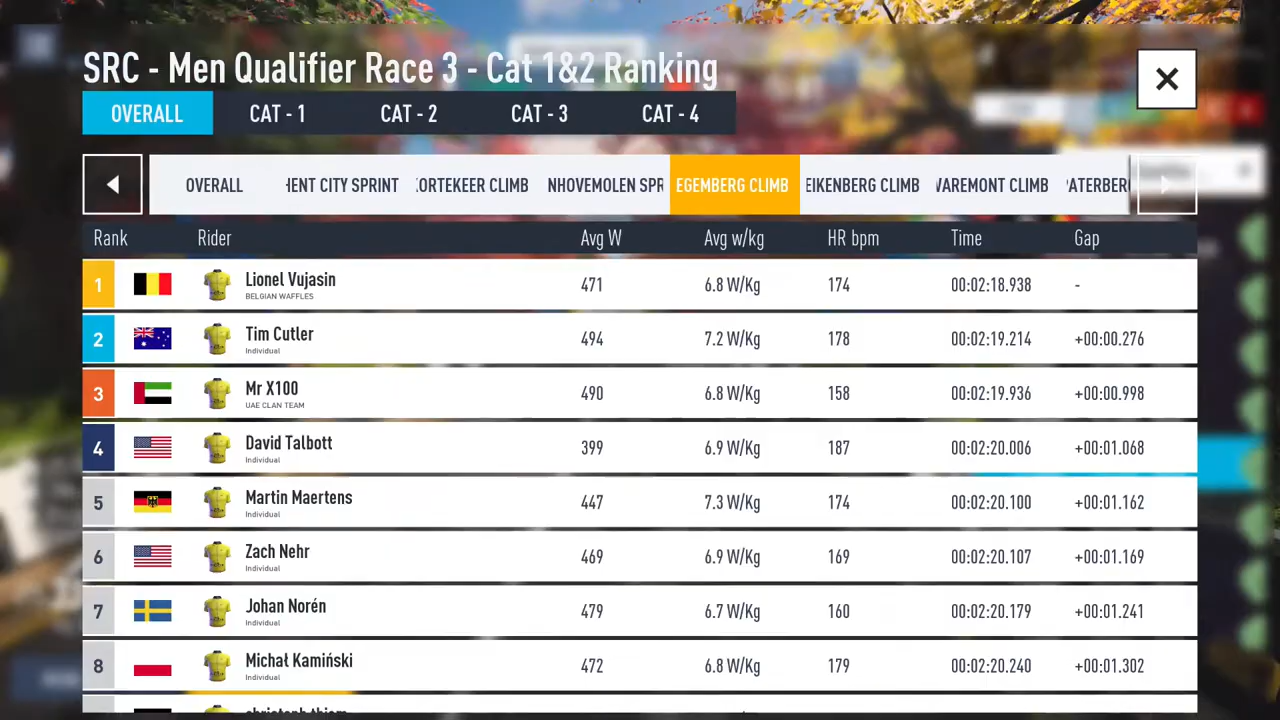 SRC - Men Qualifier Race 3 - Cat 1&2 Ranking
OVERALL CAT - 1 CAT - 2 CAT - 3 CAT - 4
OVERALL HENT CITY SPRINT KORTEKEER CLIMB NHOVEMOLEN SPR EGEMBERG CLIMB EIKENBERG CLIMB WAREMONT CLIMB PATERBER
Rank Rider Avg W Avg w/kg HR bpm Time Gap
1 Lionel Vujasin 471 6.8 W/Kg 174 00:02:18.938 -
BELGIAN WAFFLES
2 Tim Cutler 494 7.2 W/Kg 178 00:02:19.214 +00:00.276
Individual
3 Mr X100 490 6.8 W/Kg 158 00:02:19.936 +00:00.998
UAE CLAN TEAM
4 David Talbott 399 6.9 W/Kg 187 00:02:20.006 +00:01.068
Individual
5 Martin Maertens 447 7.3 W/Kg 174 00:02:20.100 +00:01.162
Individual
6 Zach Nehr 469 6.9 W/Kg 169 00:02:20.107 +00:01.169
Individual
7 Johan Norén 479 6.7 W/Kg 160 00:02:20.179 +00:01.241
Individual
8 Michał Kamiński 472 6.8 W/Kg 179 00:02:20.240 +00:01.302
Individual